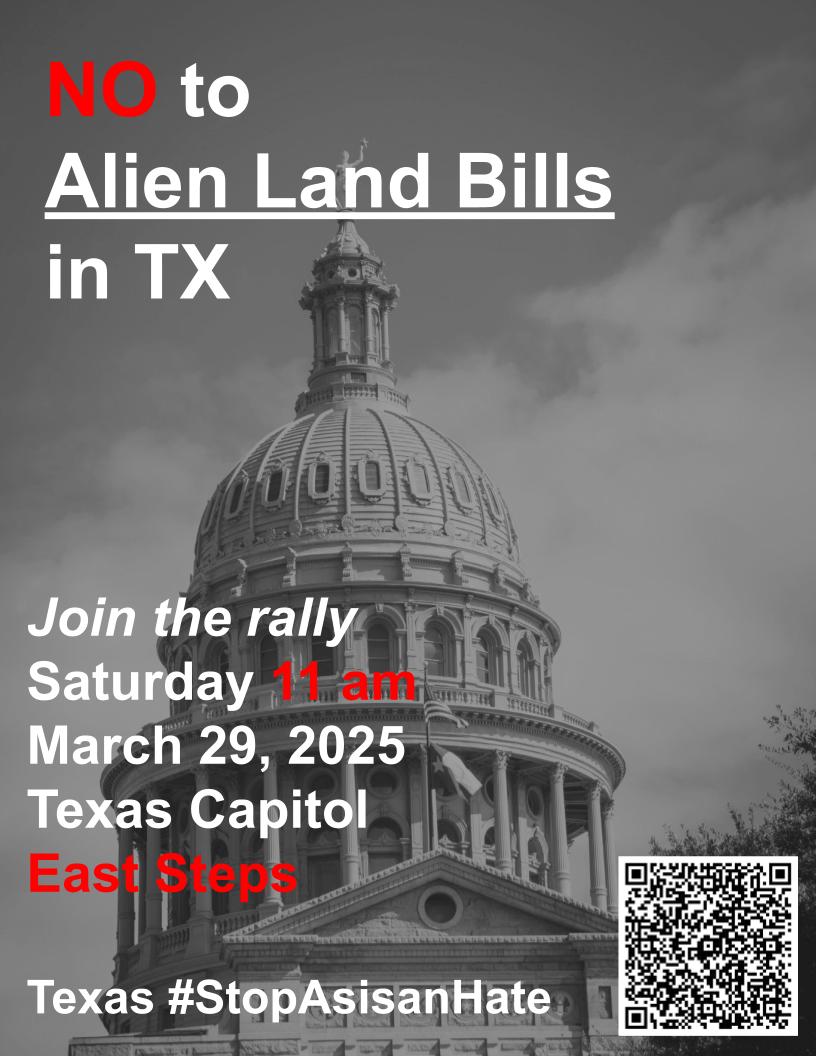 NO to
Alien Land Bills
in TX
Join the rally
Saturday 11 am
March 29, 2025
Texas Capitol
East Steps
Texas #StopAsisanHate